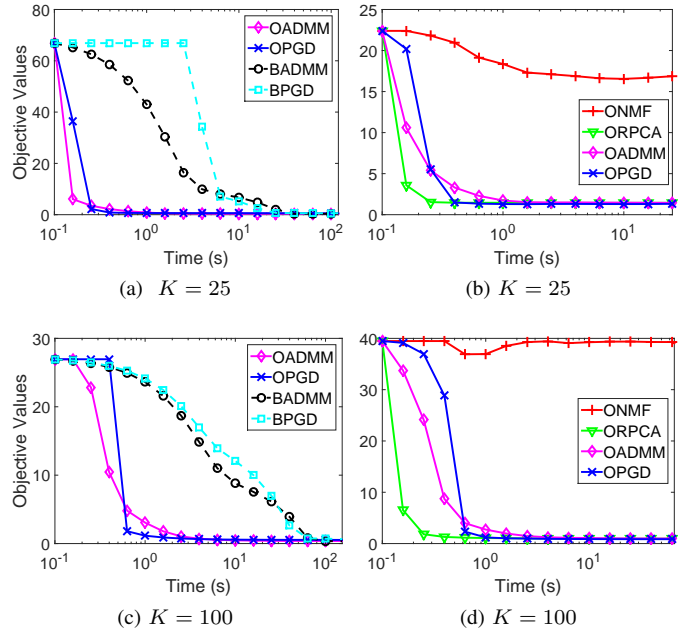 Objective Values
80
60
40
20
0
10^-1 10^0 10^1 10^2
Time (s)
OADMM
OPGD
BADMM
BPGD
(a) K = 25
25
20
15
10
5
0
10^-1 10^0 10^1
Time (s)
ONMF
ORPCA
OADMM
OPGD
(b) K = 25
Objective Values
30
20
10
0
10^-1 10^0 10^1 10^2
Time (s)
OADMM
OPGD
BADMM
BPGD
(c) K = 100
40
30
20
10
0
10^-1 10^0 10^1
Time (s)
ONMF
ORPCA
OADMM
OPGD
(d) K = 100